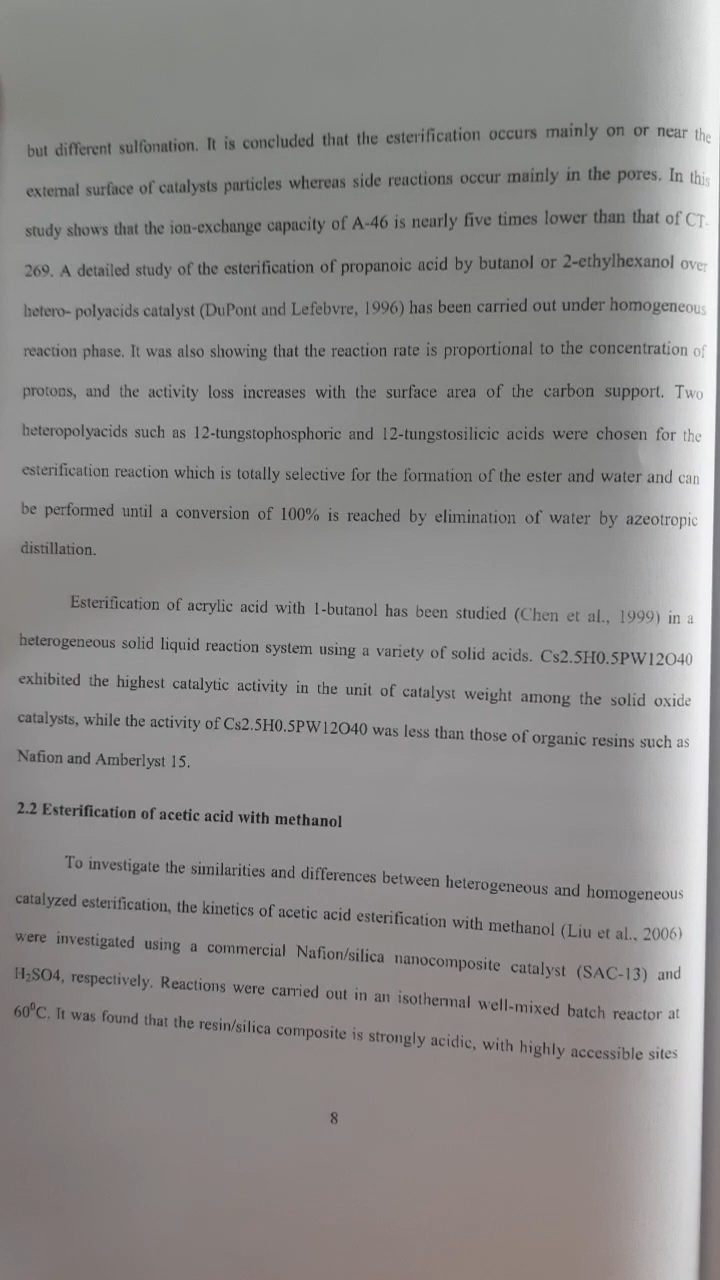 but different sulfonation. It is concluded that the esterification occurs mainly on or near the
external surface of catalysts particles whereas side reactions occur mainly in the pores. In this
study shows that the ion-exchange capacity of A-46 is nearly five times lower than that of CT-
269. A detailed study of the esterification of propanoic acid by butanol or 2-ethylhexanol over
hetero- polyacids catalyst (DuPont and Lefebvre, 1996) has been carried out under homogeneous
reaction phase. It was also showing that the reaction rate is proportional to the concentration of
protons, and the activity loss increases with the surface area of the carbon support. Two
heteropolyacids such as 12-tungstophosphoric and 12-tungstosilicic acids were chosen for the
esterification reaction which is totally selective for the formation of the ester and water and can
be performed until a conversion of 100% is reached by elimination of water by azeotropic
distillation.
Esterification of acrylic acid with 1-butanol has been studied (Chen et al., 1999) in a
heterogeneous solid liquid reaction system using a variety of solid acids. Cs2.5H0.5PW12O40
exhibited the highest catalytic activity in the unit of catalyst weight among the solid oxide
catalysts, while the activity of Cs2.5H0.5PW12O40 was less than those of organic resins such as
Nafion and Amberlyst 15.
2.2 Esterification of acetic acid with methanol
To investigate the similarities and differences between heterogeneous and homogeneous
catalyzed esterification, the kinetics of acetic acid esterification with methanol (Liu et al., 2006)
were investigated using a commercial Nafion/silica nanocomposite catalyst (SAC-13) and
H₂SO4, respectively. Reactions were carried out in an isothermal well-mixed batch reactor at
60⁰C. It was found that the resin/silica composite is strongly acidic, with highly accessible sites
8